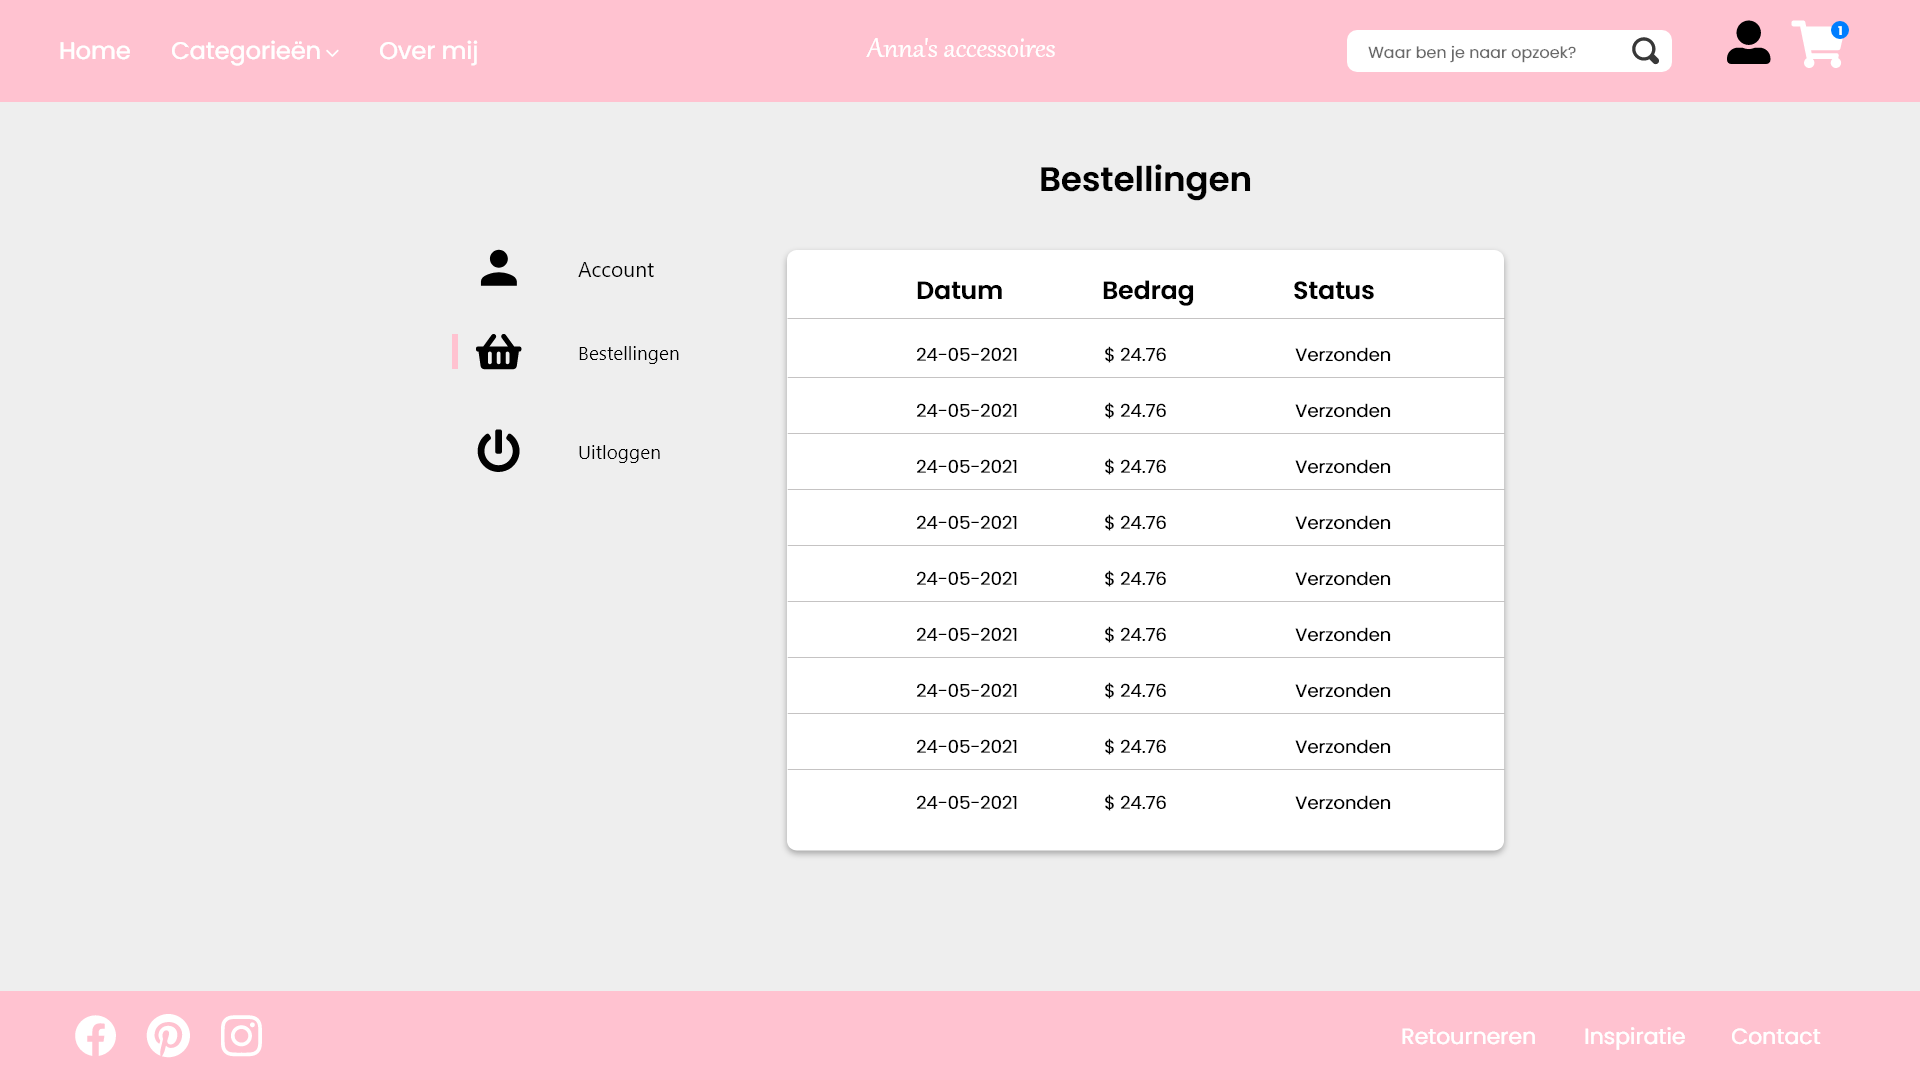 Home Categorieën Over mij Anna's accessoires Waar ben je naar opzoek? 1
Bestellingen
Account
Bestellingen
Uitloggen
Datum Bedrag Status
24-05-2021 $ 24.76 Verzonden
24-05-2021 $ 24.76 Verzonden
24-05-2021 $ 24.76 Verzonden
24-05-2021 $ 24.76 Verzonden
24-05-2021 $ 24.76 Verzonden
24-05-2021 $ 24.76 Verzonden
24-05-2021 $ 24.76 Verzonden
24-05-2021 $ 24.76 Verzonden
24-05-2021 $ 24.76 Verzonden
Retourneren Inspiratie Contact